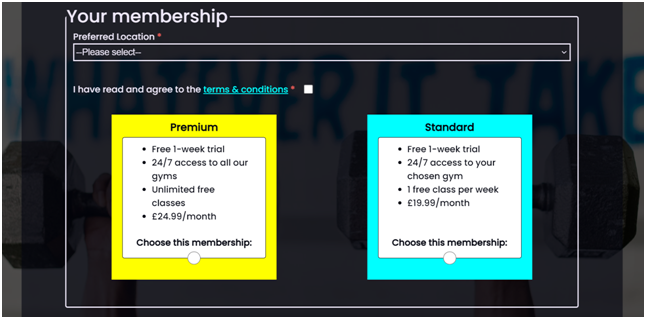 Your membership
Preferred Location *
--Please select--
WHATEVER IT TAKE
I have read and agree to the terms & conditions *
Premium
Free 1-week trial
24/7 access to all our
gyms
Unlimited free
classes
£24.99/month
Choose this membership:
Standard
Free 1-week trial
24/7 access to your
chosen gym
1 free class per week
£19.99/month
Choose this membership: